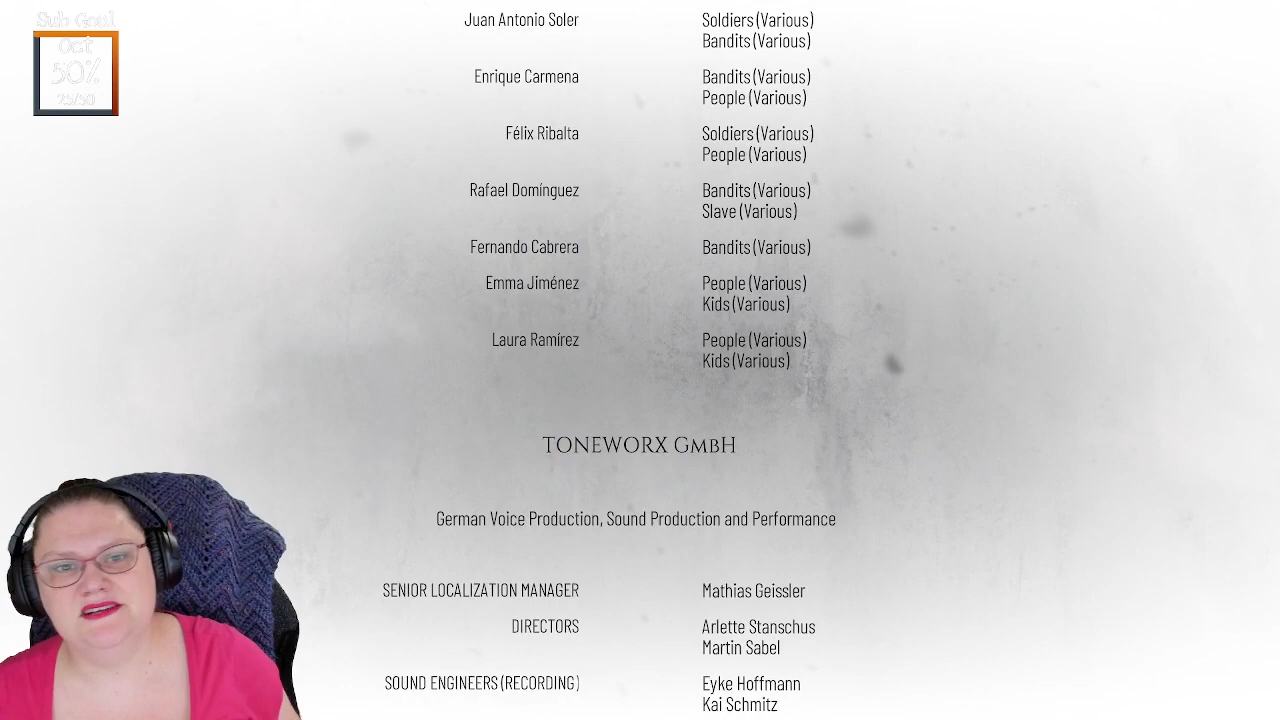 Sub Goal
Oct
50%
25/50
Juan Antonio Soler Soldiers (Various)
Bandits (Various)
Enrique Carmena Bandits (Various)
People (Various)
Félix Ribalta Soldiers (Various)
People (Various)
Rafael Domínguez Bandits (Various)
Slave (Various)
Fernando Cabrera Bandits (Various)
Emma Jiménez People (Various)
Kids (Various)
Laura Ramírez People (Various)
Kids (Various)
TONEWORX GmbH
German Voice Production, Sound Production and Performance
SENIOR LOCALIZATION MANAGER Mathias Geissler
DIRECTORS Arlette Stanschus
Martin Sabel
SOUND ENGINEERS (RECORDING) Eyke Hoffmann
Kai Schmitz